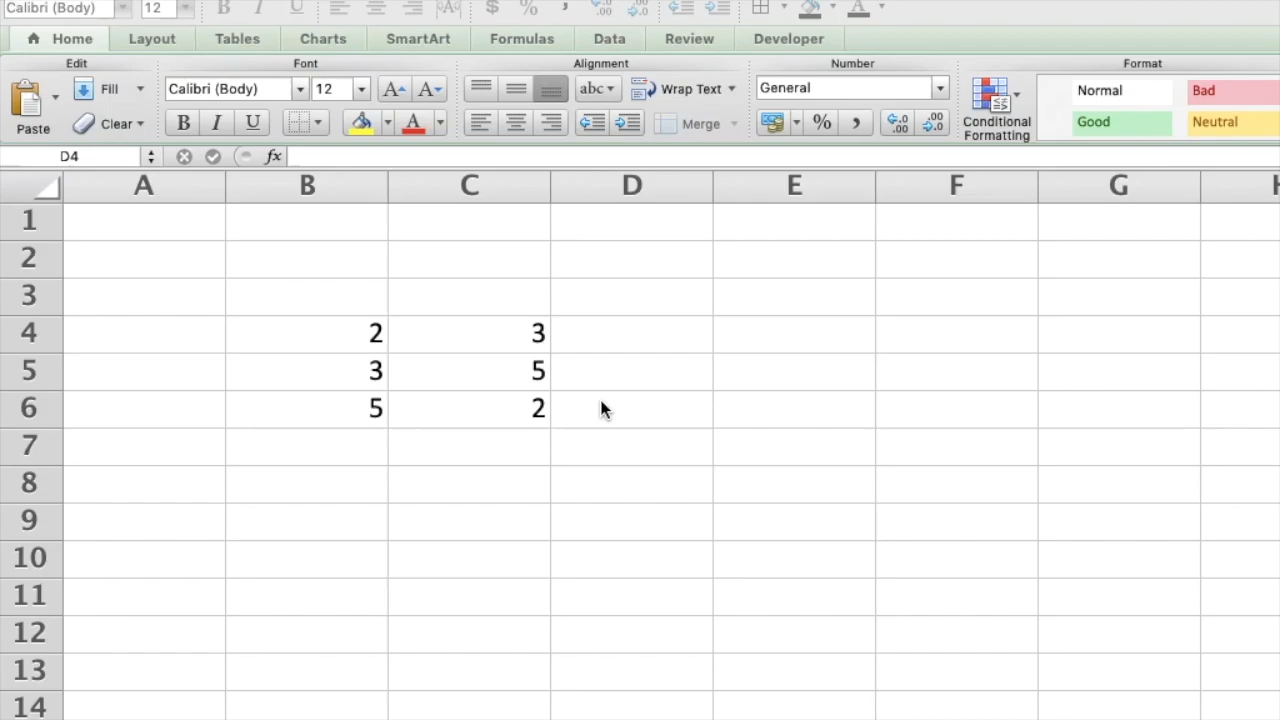 Calibri (Body) 12 B I U $ % ,
Home Layout Tables Charts SmartArt Formulas Data Review Developer
Edit Font Alignment Number Format
Fill Calibri (Body) 12 A A abc Wrap Text General Normal Bad
Paste Clear B I U A Merge % , Conditional Formatting Good Neutral
D4 fx
A B C D E F G H
1
2
3
4 2 3
5 3 5
6 5 2
7
8
9
10
11
12
13
14